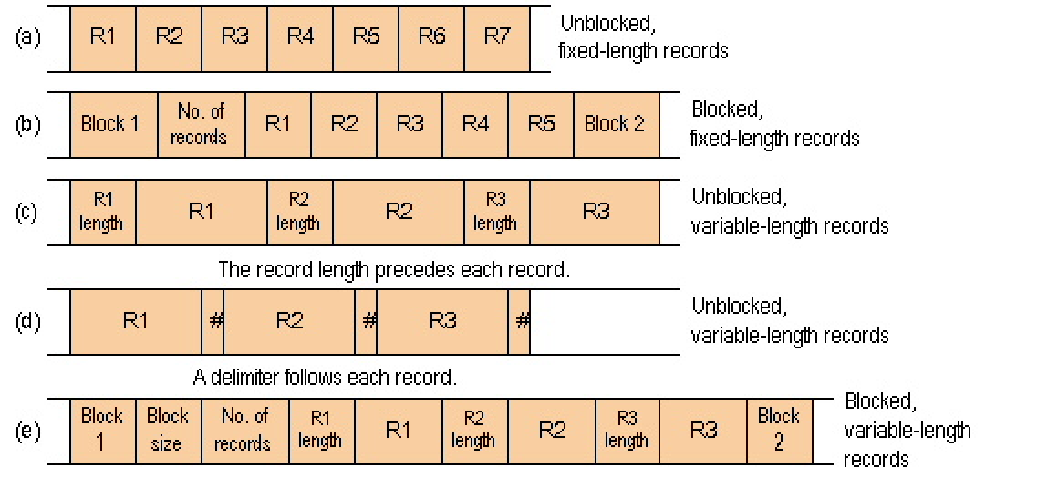 (a) R1 R2 R3 R4 R5 R6 R7 Unblocked,
fixed-length records
(b) Block 1 No. of
records R1 R2 R3 R4 R5 Block 2 Blocked,
fixed-length records
(c) R1
length R1 R2
length R2 R3
length R3 Unblocked,
variable-length records
The record length precedes each record.
(d) R1 # R2 # R3 # Unblocked,
variable-length records
A delimiter follows each record.
(e) Block
1 Block
size No. of
records R1
length R1 R2
length R2 R3
length R3 Block
2 Blocked,
variable-length
records